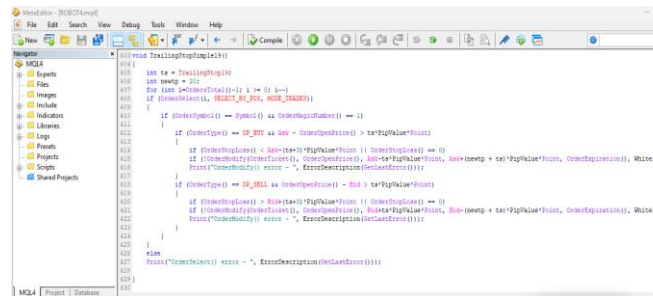 MetaEditor - [ROBOT4.mq4]
File Edit Search View Debug Tools Window Help
New Compile
Navigator
MQL4
Experts
Files
Images
Include
Indicators
Libraries
Logs
Presets
Projects
Scripts
Shared Projects
MQL4 Project Database
403 void TrailingStopSimple19()
404 {
405 int ts = TrailingStop19;
406 int newtp = 20;
407 for (int i=OrdersTotal()-1; i >= 0; i--)
408 if (OrderSelect(i, SELECT_BY_POS, MODE_TRADES))
409 {
410 if (OrderSymbol() == Symbol() && OrderMagicNumber() == 1)
411 {
412 if (OrderType() == OP_BUY && Ask - OrderOpenPrice() > ts*PipValue*Point)
413 {
414 if (OrderStopLoss() < Ask-(ts+3)*PipValue*Point || OrderStopLoss() == 0)
415 if (!OrderModify(OrderTicket(), OrderOpenPrice(), Ask-ts*PipValue*Point, Ask+(newtp + ts)*PipValue*Point, OrderExpiration(), White
416 Print("OrderModify() error - ", ErrorDescription(GetLastError()));
417 }
418 if (OrderType() == OP_SELL && OrderOpenPrice() - Bid > ts*PipValue*Point)
419 {
420 if (OrderStopLoss() > Bid+(ts+3)*PipValue*Point || OrderStopLoss() == 0)
421 if (!OrderModify(OrderTicket(), OrderOpenPrice(), Bid+ts*PipValue*Point, Bid-(newtp + ts)*PipValue*Point, OrderExpiration(), White
422 Print("OrderModify() error - ", ErrorDescription(GetLastError()));
423 }
424 }
425 }
426 else
427 Print("OrderSelect() error - ", ErrorDescription(GetLastError()));
428
429 }
430